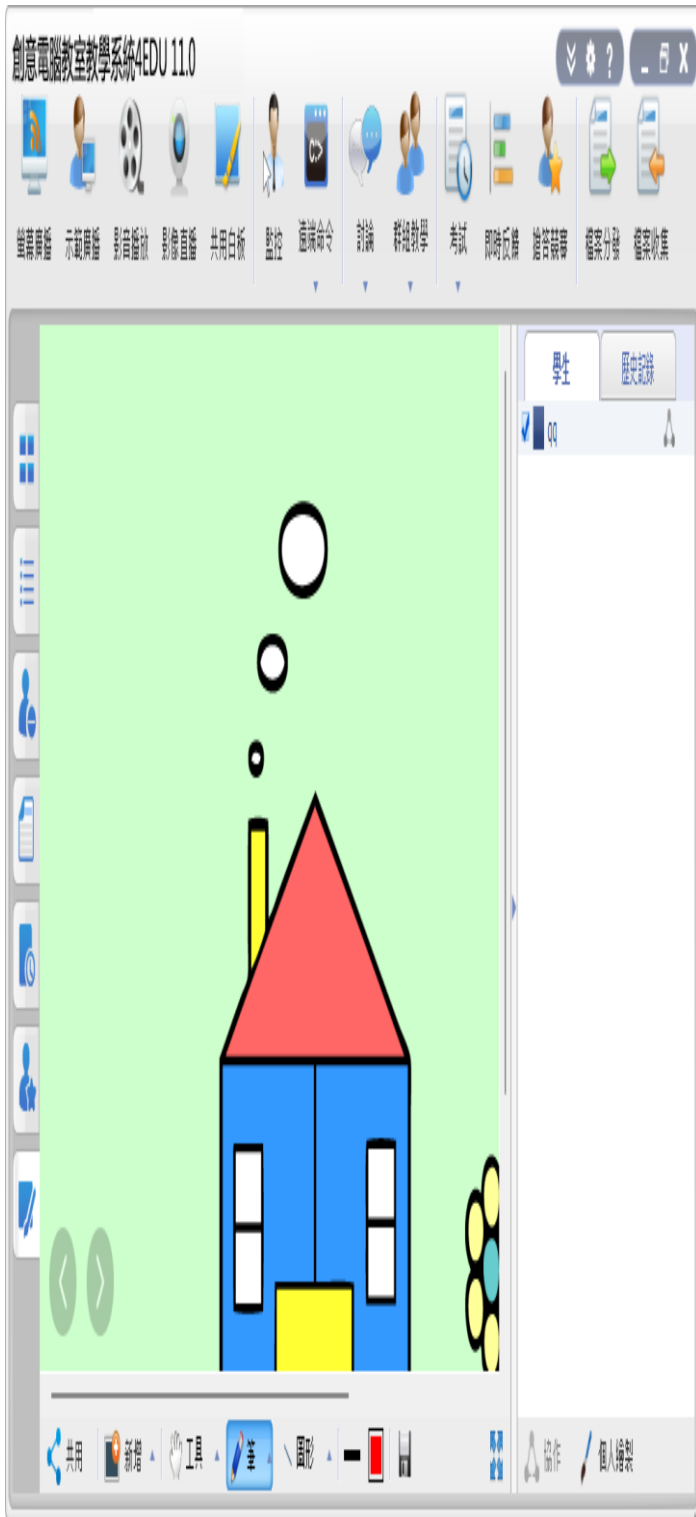 創意電腦教室教學系統4EDU 11.0
螢幕廣播 示範廣播 影音播放 影像直播 共用白板 監控 遠端命令 討論 群組教學 考試 即時反饋 搶答競賽 檔案分發 檔案收集
學生 歷史記錄
qq
共用 新增 工具 筆 圖形 協作 個人繪製